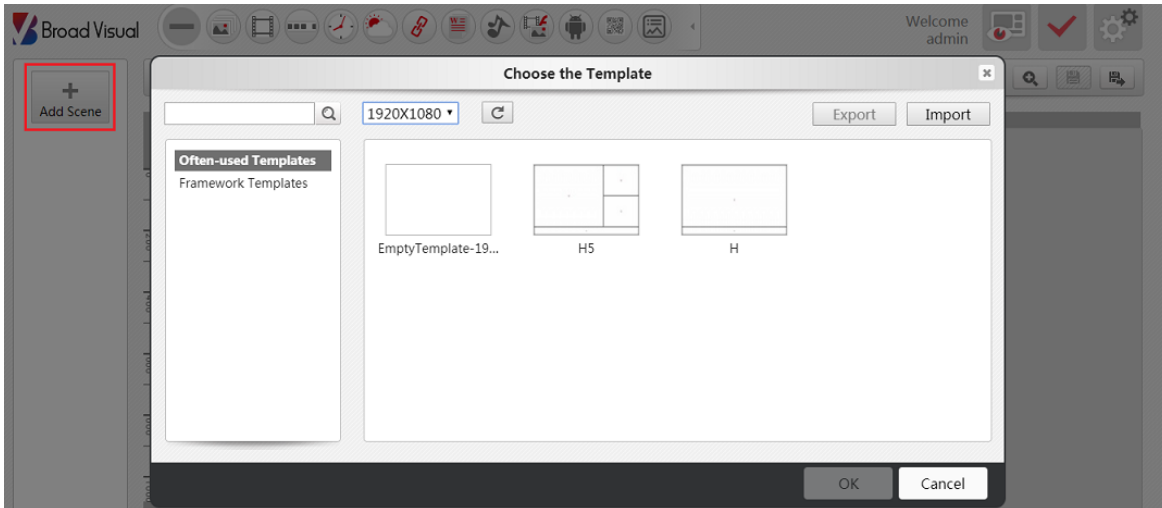 Broad Visual
Welcome
admin
Add Scene
Choose the Template
1920X1080
Export
Import
Often-used Templates
Framework Templates
EmptyTemplate-19...
H5
H
OK
Cancel